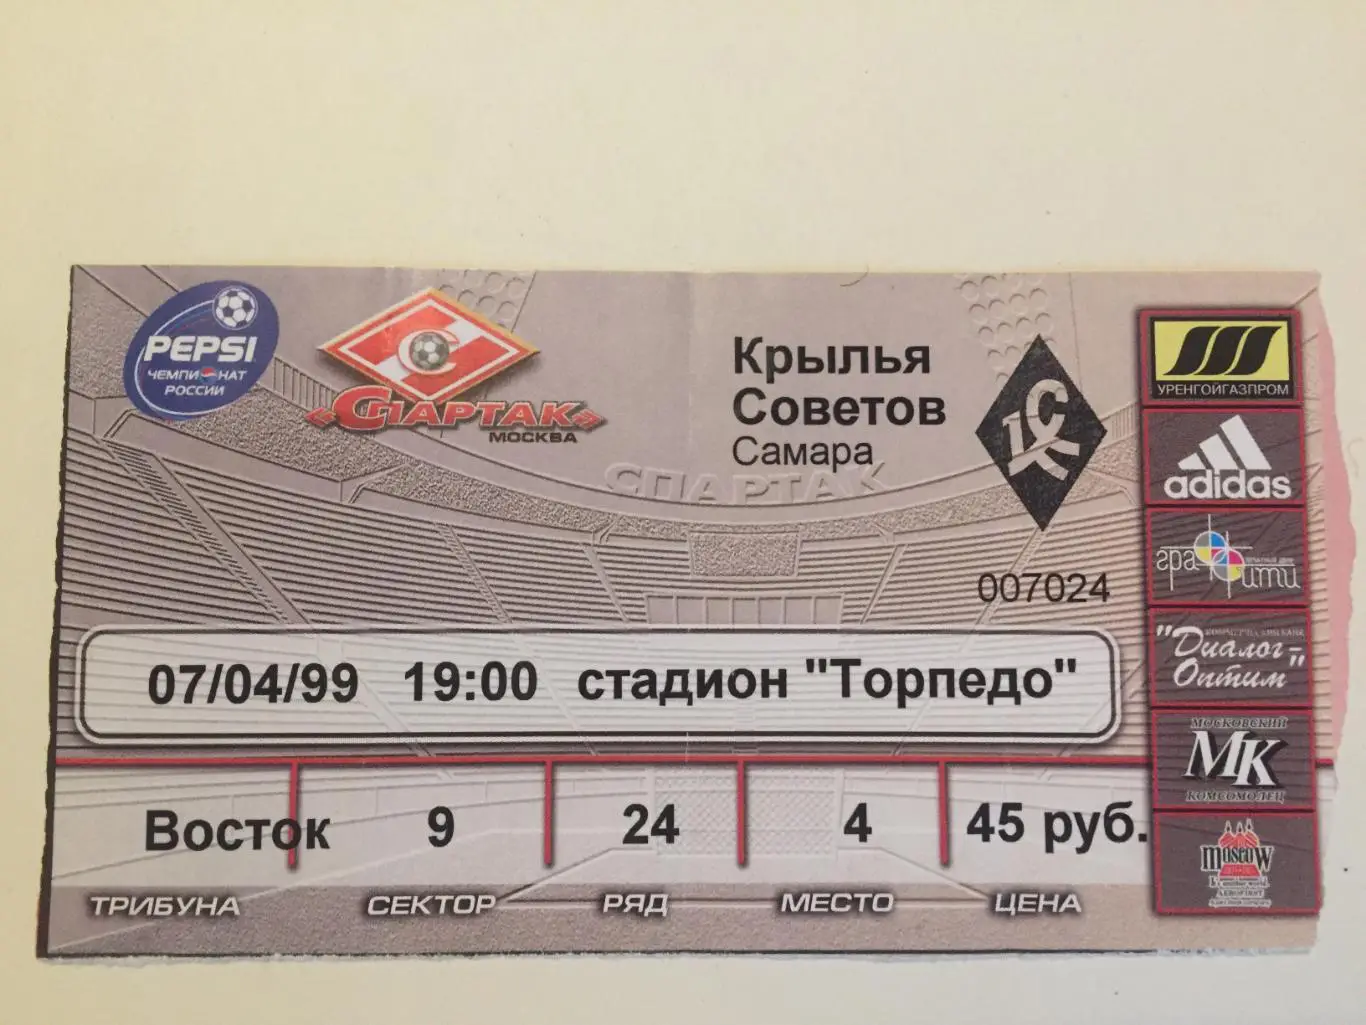 PEPSI
ЧЕМПИОНАТ
РОССИИ
С
«СПАРТАК»
МОСКВА
Крылья
Советов
Самара
КС
СПАРТАК
007024
07/04/99 19:00 стадион "Торпедо"
Восток 9 24 4 45 руб.
ТРИБУНА СЕКТОР РЯД МЕСТО ЦЕНА
УРЕНГОЙГАЗПРОМ
adidas
графити
"Диалог-
Оптим"
МОСКОВСКИЙ
МК
КОМСОМОЛЕЦ
MOSCOW